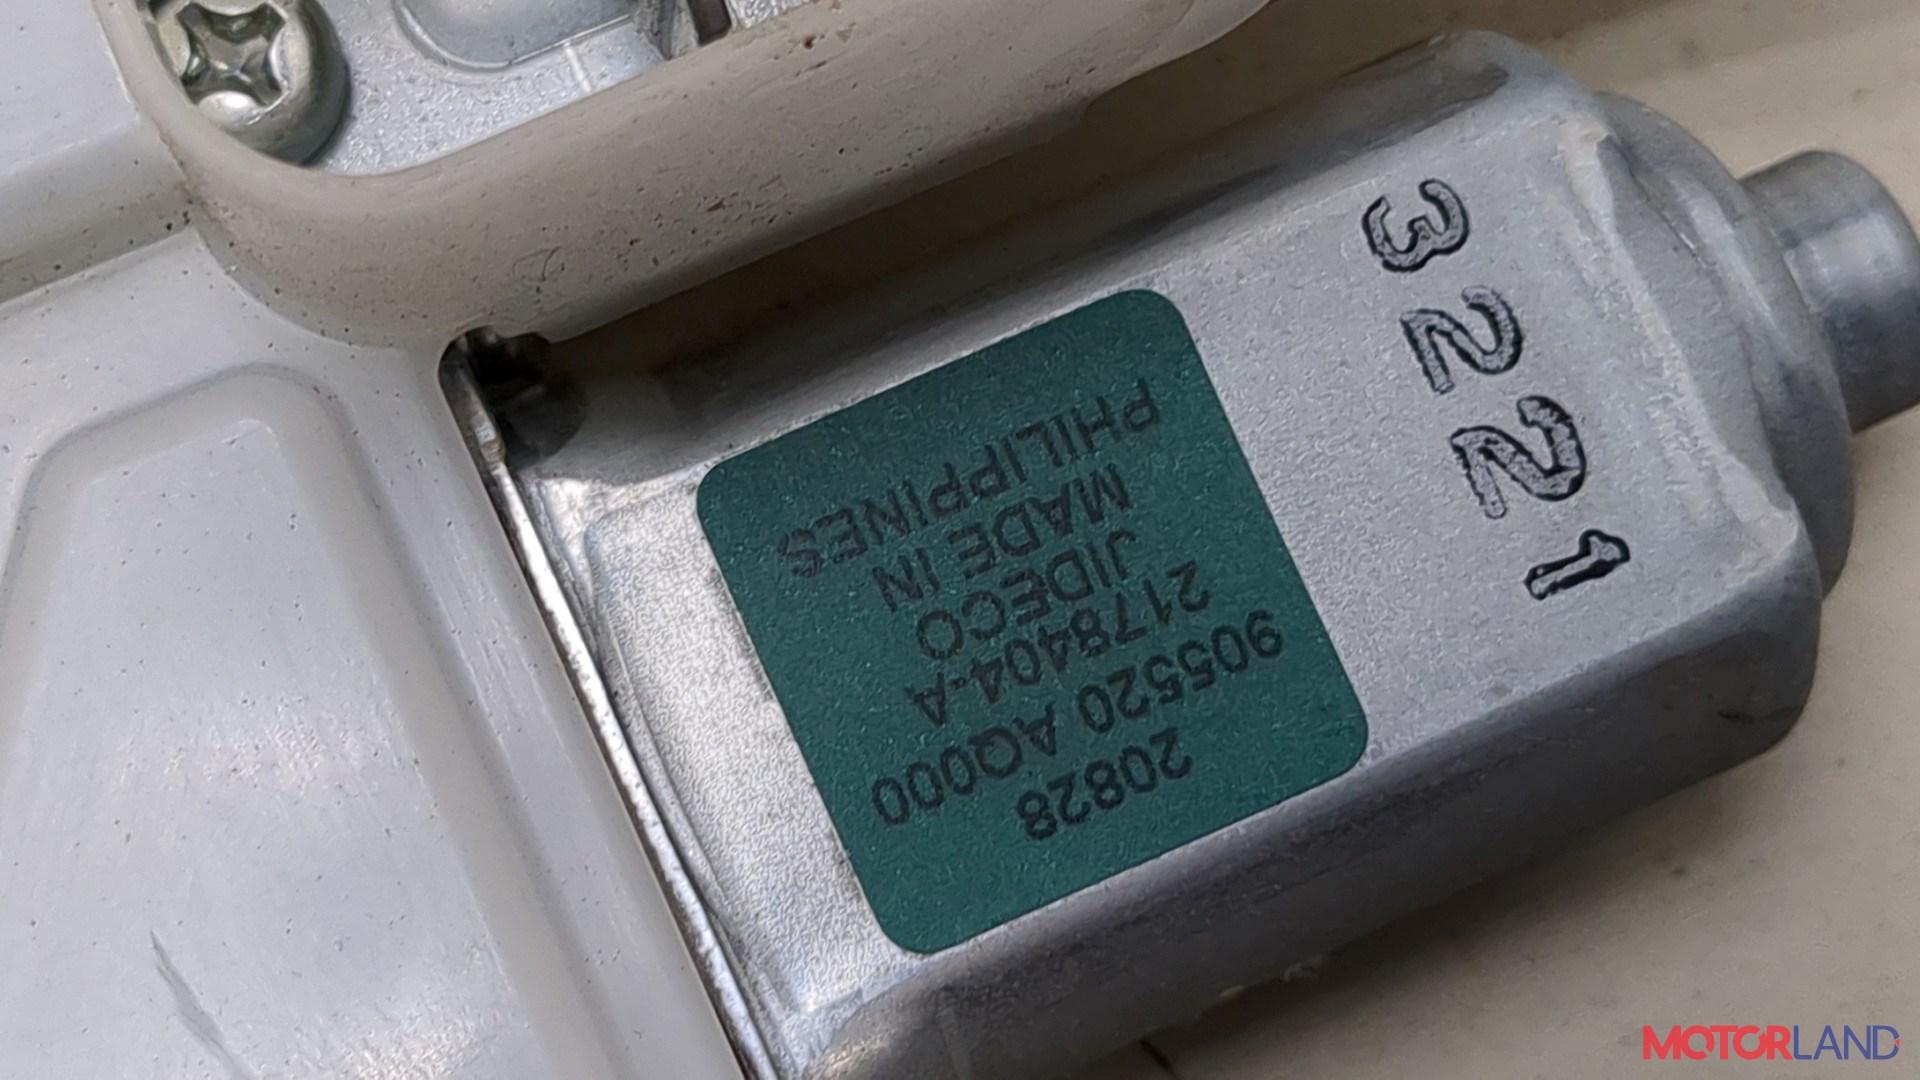 20828
905520 AQ000
2178404-A
JIDECO
MADE IN
PHILIPPINES
3221
MOTORLAND